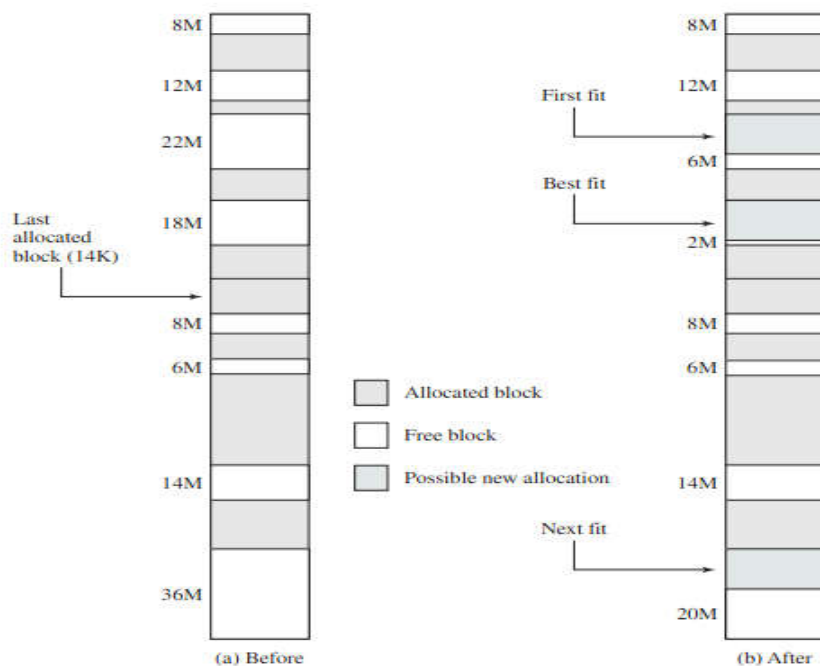 8M
12M
22M
18M
Last
allocated
block (14K)
8M
6M
14M
36M
(a) Before
Allocated block
Free block
Possible new allocation
8M
12M
First fit
6M
Best fit
2M
8M
6M
14M
Next fit
20M
(b) After